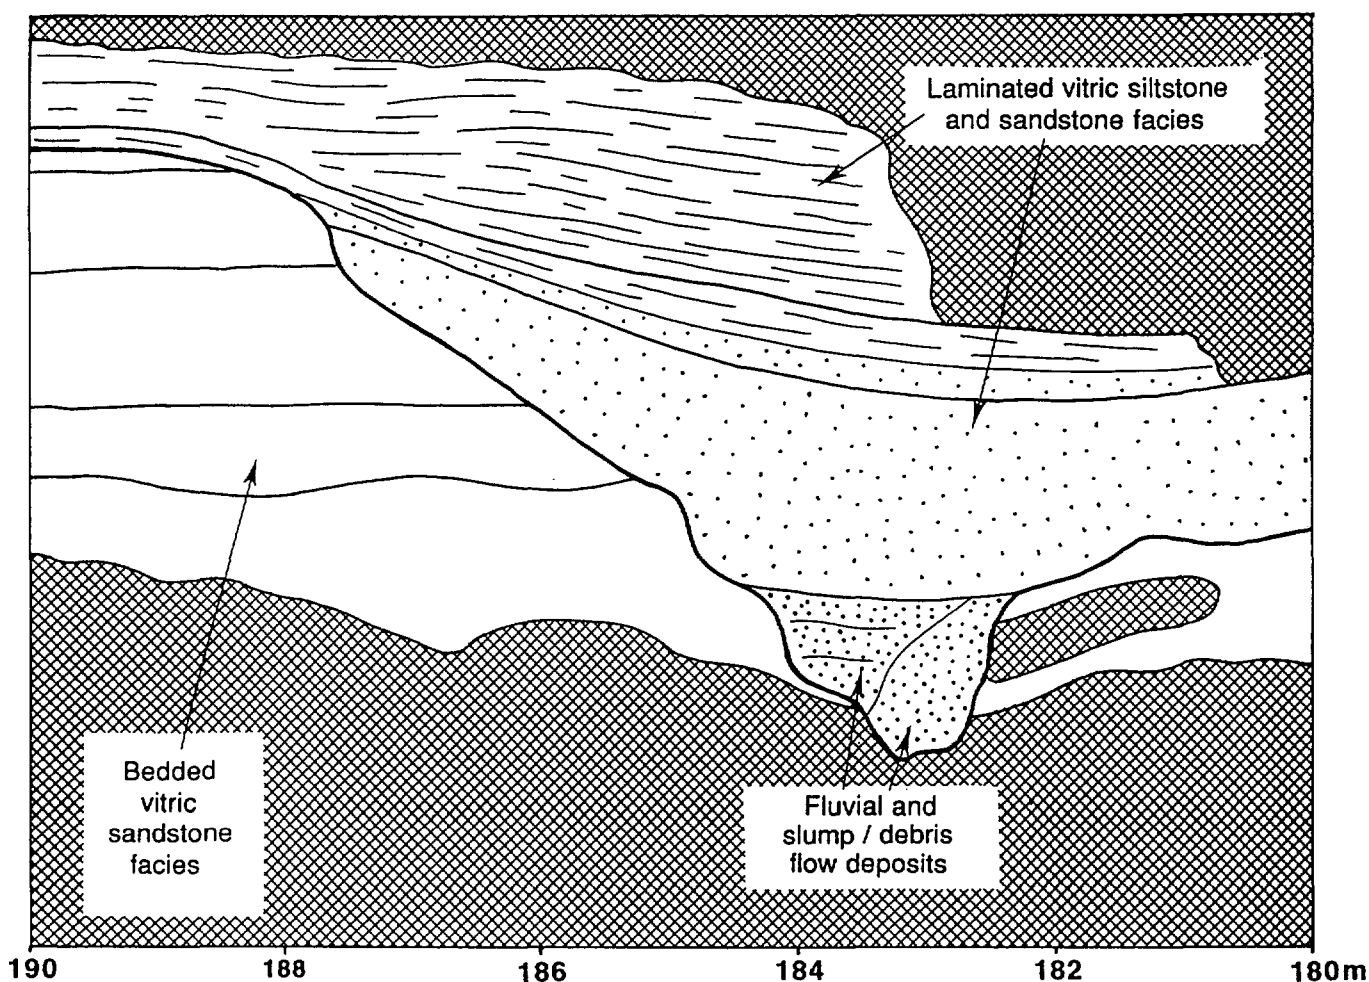 Laminated vitric siltstone
and sandstone facies
Bedded
vitric
sandstone
facies
Fluvial and
slump / debris
flow deposits
190 188 186 184 182 180m